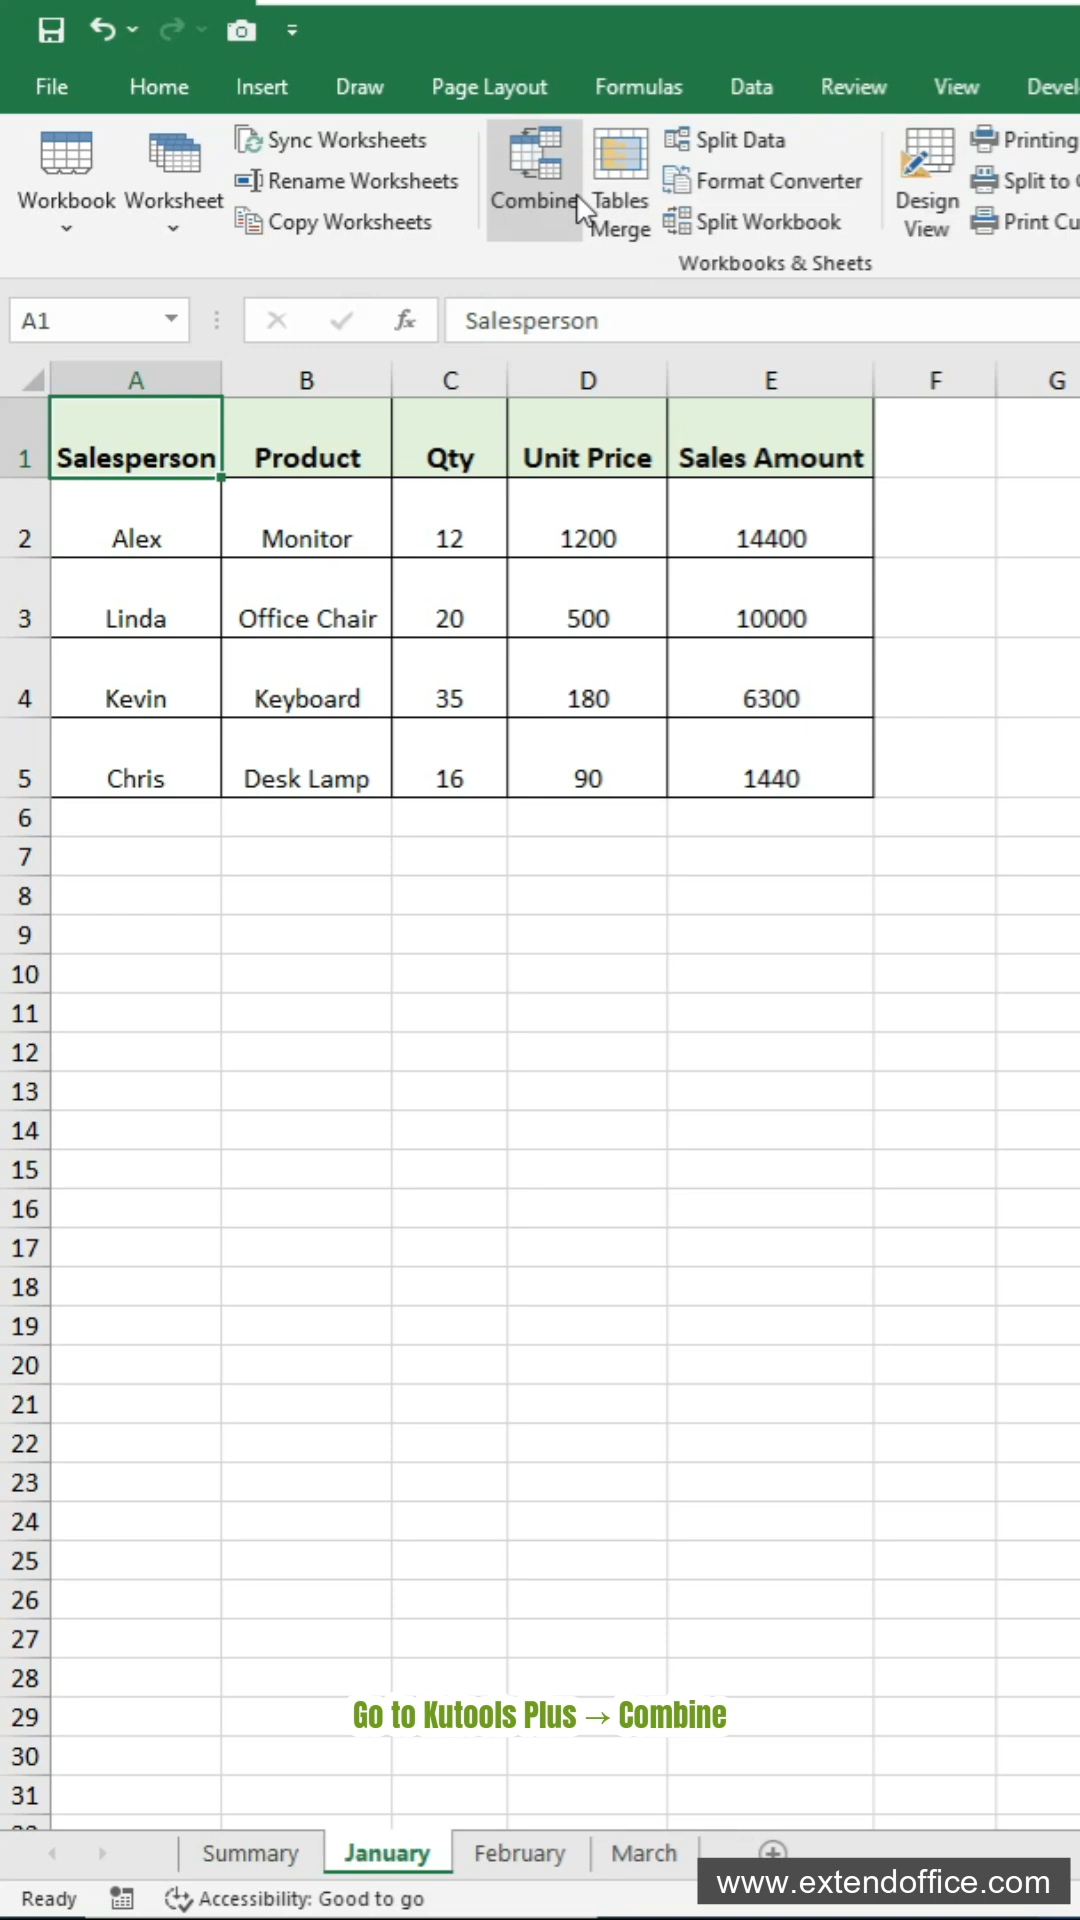 File Home Insert Draw Page Layout Formulas Data Review View Devel
Sync Worksheets
Rename Worksheets
Copy Worksheets
Workbook Worksheet
Combine
Tables
Merge
Split Data
Format Converter
Split Workbook
Design
View
Printing
Split to
Print Cu
Workbooks & Sheets
A1 fx Salesperson
A B C D E F G
1 Salesperson Product Qty Unit Price Sales Amount
2 Alex Monitor 12 1200 14400
3 Linda Office Chair 20 500 10000
4 Kevin Keyboard 35 180 6300
5 Chris Desk Lamp 16 90 1440
6
7
8
9
10
11
12
13
14
15
16
17
18
19
20
21
22
23
24
25
26
27
28
29
30
31
Go to Kutools Plus → Combine
Summary January February March
Ready Accessibility: Good to go
www.extendoffice.com